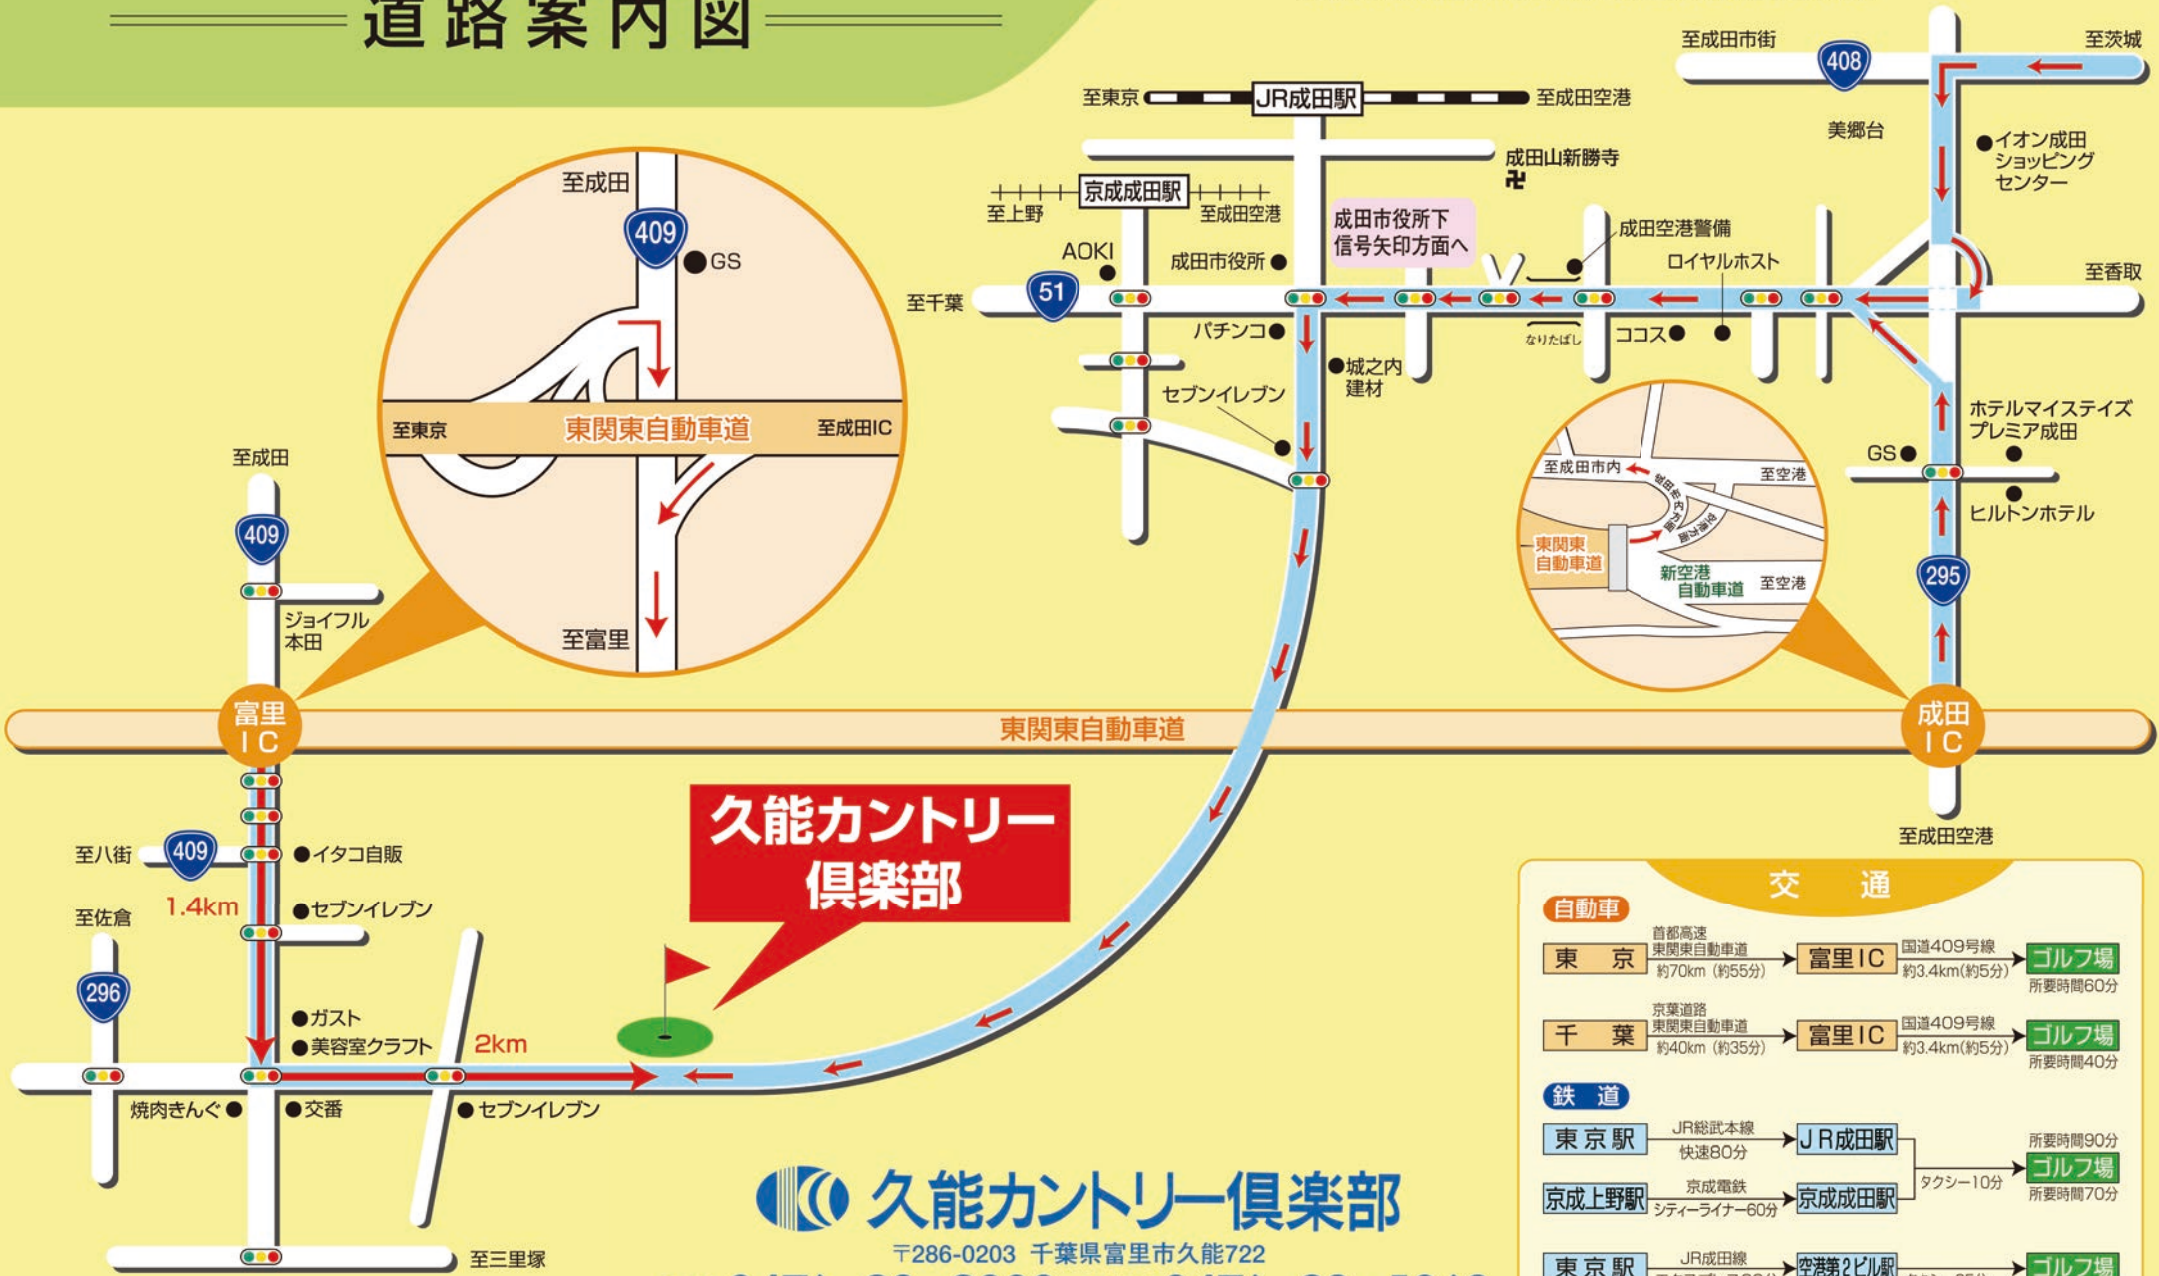 道路案内図
至成田市街
408
至茨城
美郷台
イオン成田
ショッピング
センター
至東京
JR成田駅
至成田空港
成田山新勝寺
卍
京成成田駅
至上野
至成田空港
AOKI
成田市役所
成田市役所下
信号矢印方面へ
成田空港警備
ロイヤルホスト
至香取
至千葉
51
パチンコ
城之内
建材
なりたばし
ココス
セブンイレブン
ホテルマイステイズ
プレミア成田
GS
ヒルトンホテル
295
至成田市内
至空港
成田市内方面
空港方面
東関東
自動車道
新空港
自動車道
至空港
至成田
409
GS
至東京
東関東自動車道
至成田IC
至富里
至成田
409
ジョイフル
本田
富里
IC
東関東自動車道
成田
IC
至成田空港
至八街
409
イタコ自販
1.4km
セブンイレブン
至佐倉
296
ガスト
美容室クラフト
2km
焼肉きんぐ
交番
セブンイレブン
至三里塚
久能カントリー
倶楽部
久能カントリー倶楽部
〒286-0203 千葉県富里市久能722
交通
自動車
東京
首都高速
東関東自動車道
約70km(約55分)
富里IC
国道409号線
約3.4km(約5分)
ゴルフ場
所要時間60分
千葉
京葉道路
東関東自動車道
約40km(約35分)
富里IC
国道409号線
約3.4km(約5分)
ゴルフ場
所要時間40分
鉄道
東京駅
JR総武本線
快速80分
JR成田駅
京成上野駅
京成電鉄
シティーライナー60分
京成成田駅
タクシー10分
所要時間90分
ゴルフ場
所要時間70分
東京駅
JR成田線
空港第2ビル駅
ゴルフ場